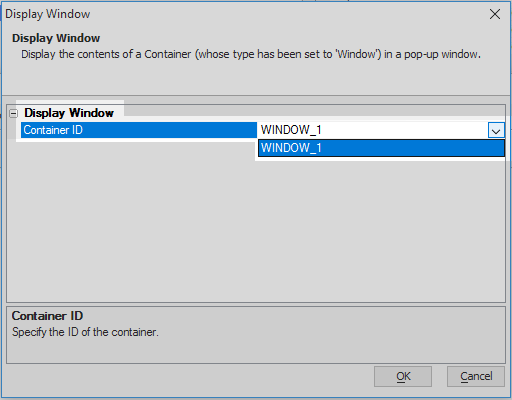 Display Window
Display Window
Display the contents of a Container (whose type has been set to 'Window') in a pop-up window.
Display Window
Container ID WINDOW_1
WINDOW_1
Container ID
Specify the ID of the container.
OK Cancel